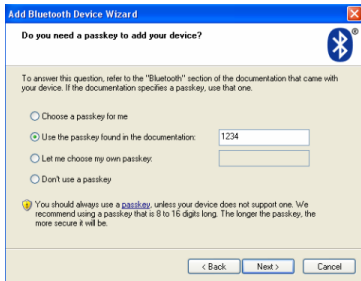 Add Bluetooth Device Wizard
Do you need a passkey to add your device?
To answer this question, refer to the "Bluetooth" section of the documentation that came with
your device. If the documentation specifies a passkey, use that one.
Choose a passkey for me
Use the passkey found in the documentation: 1234
Let me choose my own passkey:
Don't use a passkey
You should always use a passkey, unless your device does not support one. We
recommend using a passkey that is 8 to 16 digits long. The longer the passkey, the
more secure it will be.
< Back Next > Cancel